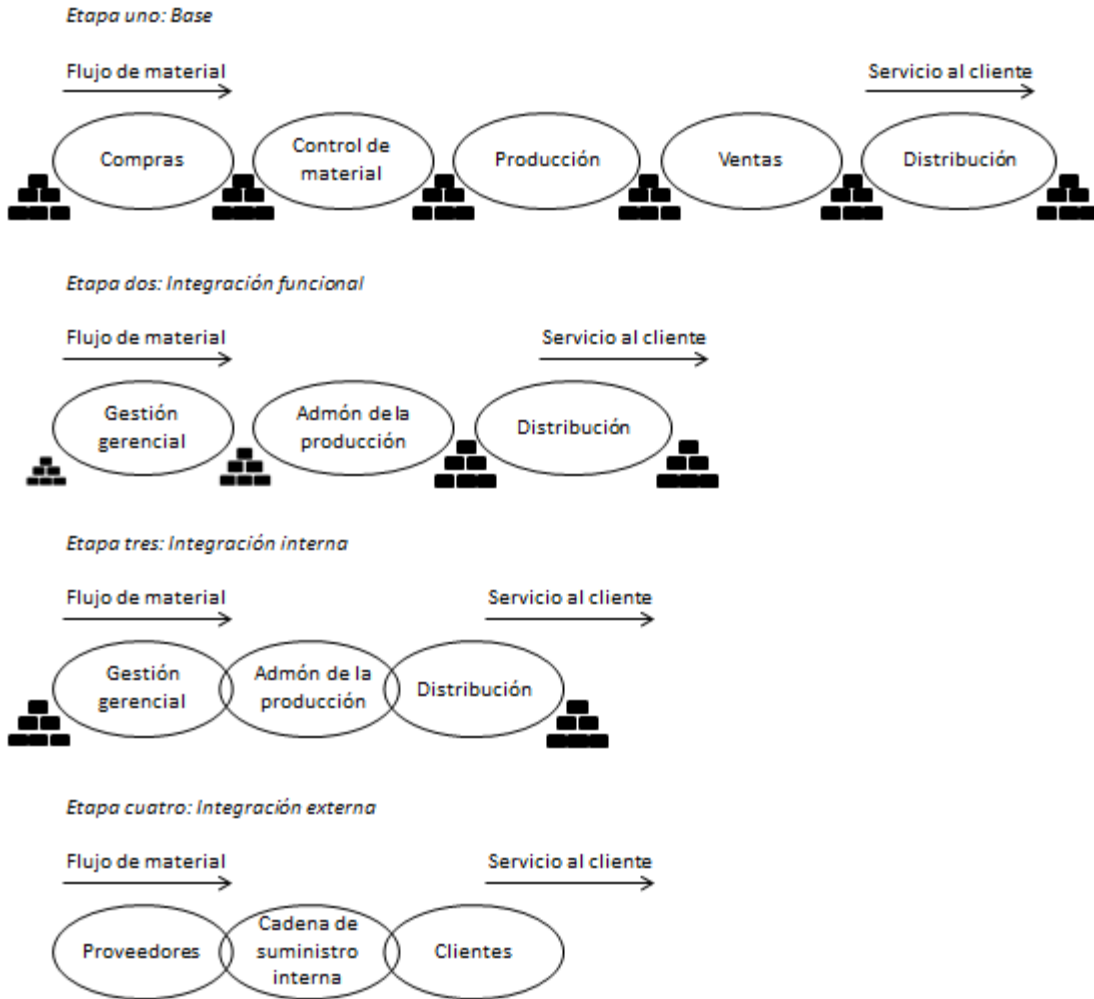 Etapa uno: Base
Flujo de material
Servicio al cliente
Compras
Control de
material
Producción
Ventas
Distribución
Etapa dos: Integración funcional
Flujo de material
Servicio al cliente
Gestión
gerencial
Admón de la
producción
Distribución
Etapa tres: Integración interna
Flujo de material
Servicio al cliente
Gestión
gerencial
Admón de la
producción
Distribución
Etapa cuatro: Integración externa
Flujo de material
Servicio al cliente
Proveedores
Cadena de
suministro
interna
Clientes